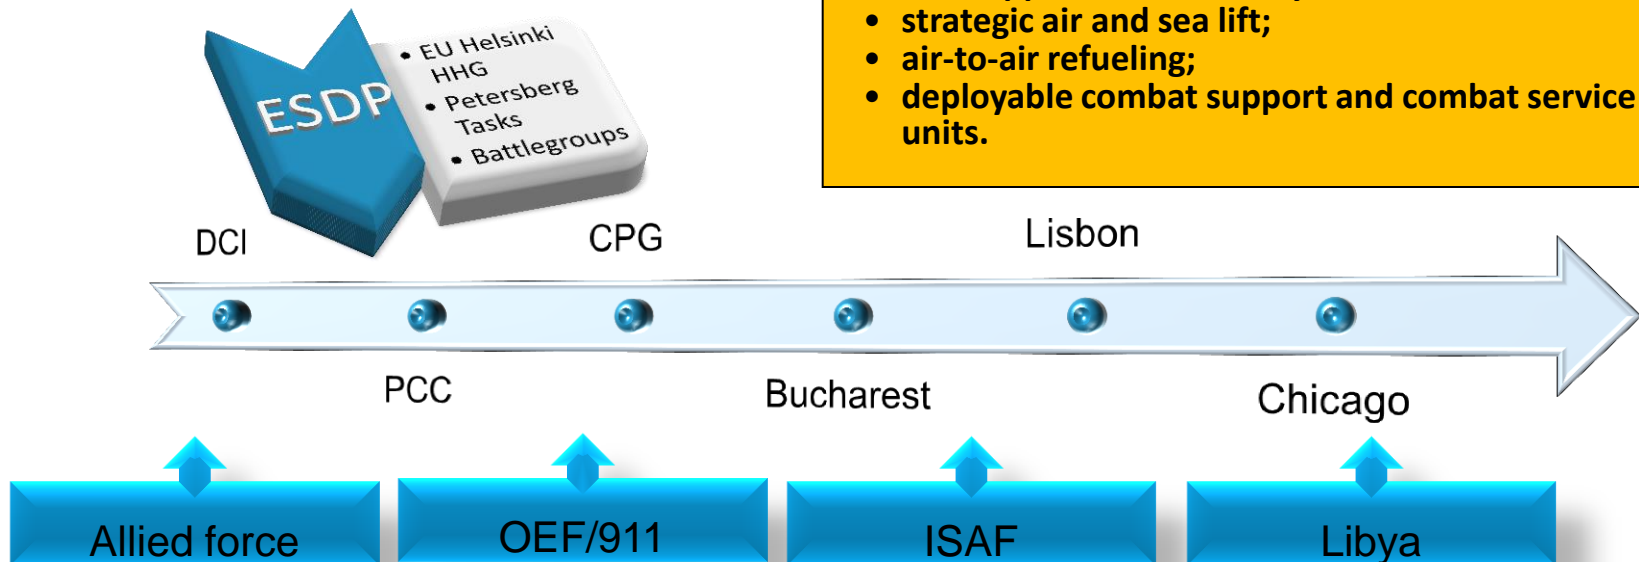 • strategic air and sea lift;
• air-to-air refueling;
• deployable combat support and combat service
units.
ESDP
• EU Helsinki
HHG
• Petersberg
Tasks
• Battlegroups
DCI
CPG
Lisbon
PCC
Bucharest
Chicago
Allied force
OEF/911
ISAF
Libya